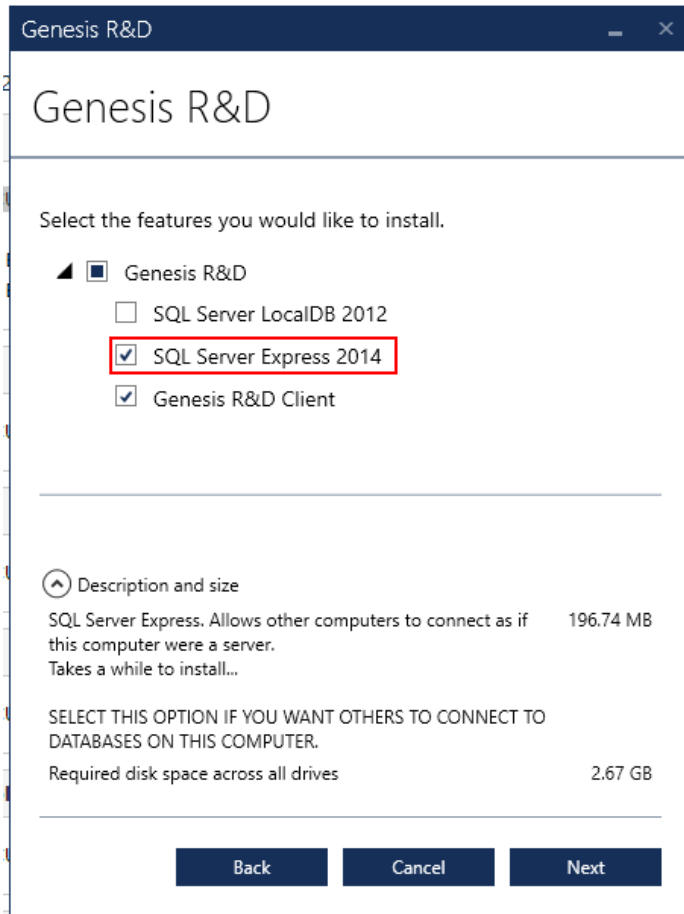 Genesis R&D
Genesis R&D
Select the features you would like to install.
Genesis R&D
SQL Server LocalDB 2012
SQL Server Express 2014
Genesis R&D Client
Description and size
SQL Server Express. Allows other computers to connect as if 196.74 MB
this computer were a server.
Takes a while to install...
SELECT THIS OPTION IF YOU WANT OTHERS TO CONNECT TO
DATABASES ON THIS COMPUTER.
Required disk space across all drives 2.67 GB
Back Cancel Next